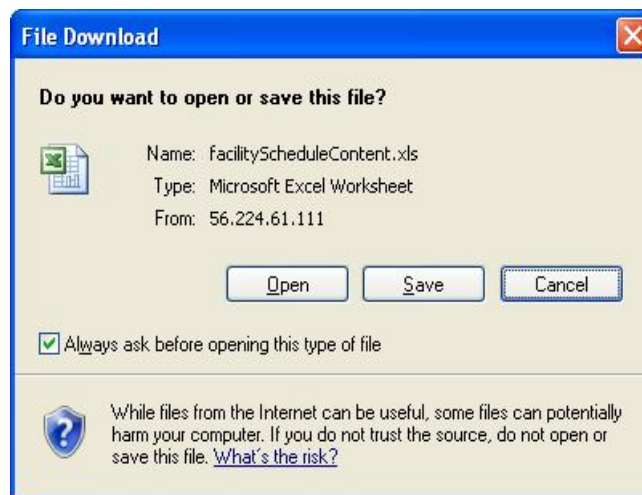 File Download
Do you want to open or save this file?
Name: facilityScheduleContent.xls
Type: Microsoft Excel Worksheet
From: 56.224.61.111
Open Save Cancel
Always ask before opening this type of file
While files from the Internet can be useful, some files can potentially
harm your computer. If you do not trust the source, do not open or
save this file. What's the risk?